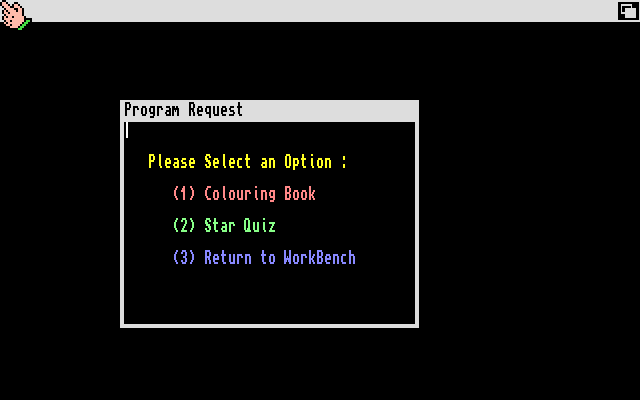 Program Request
Please Select an Option :
(1) Colouring Book
(2) Star Quiz
(3) Return to WorkBench